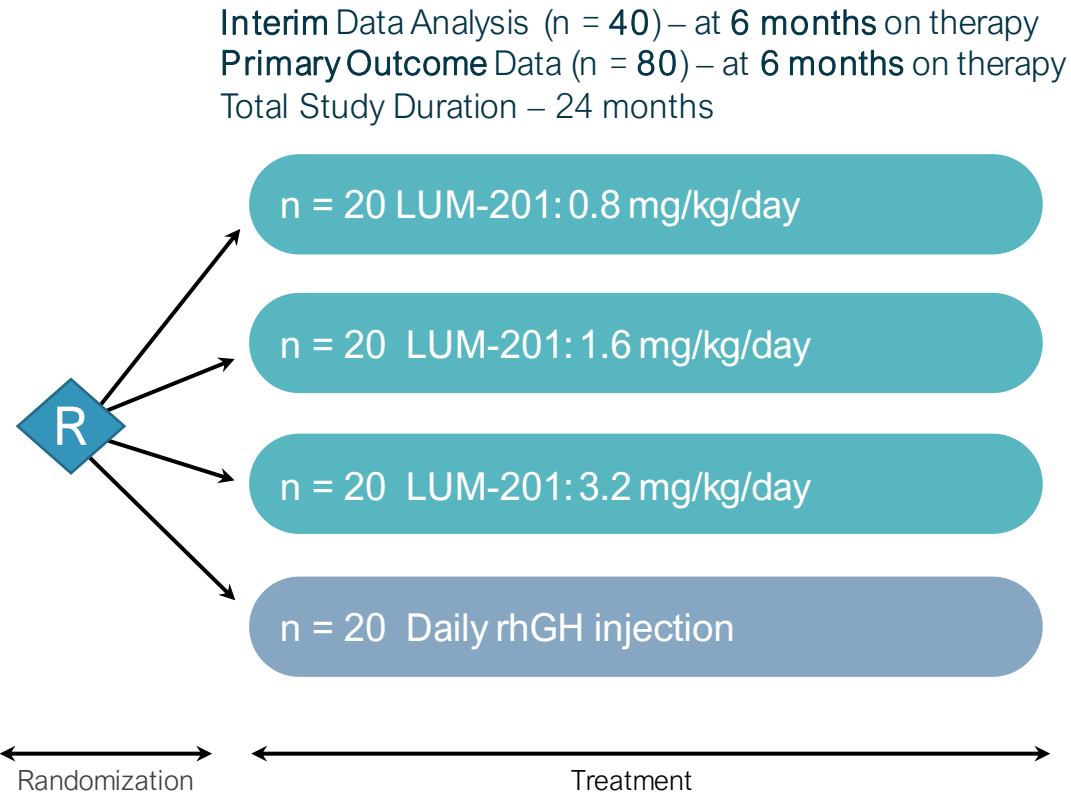 Interim Data Analysis (n = 40) – at 6 months on therapy
Primary Outcome Data (n = 80) – at 6 months on therapy
Total Study Duration – 24 months
n = 20 LUM-201: 0.8 mg/kg/day
n = 20 LUM-201: 1.6 mg/kg/day
R
n = 20 LUM-201: 3.2 mg/kg/day
n = 20 Daily rhGH injection
Randomization
Treatment